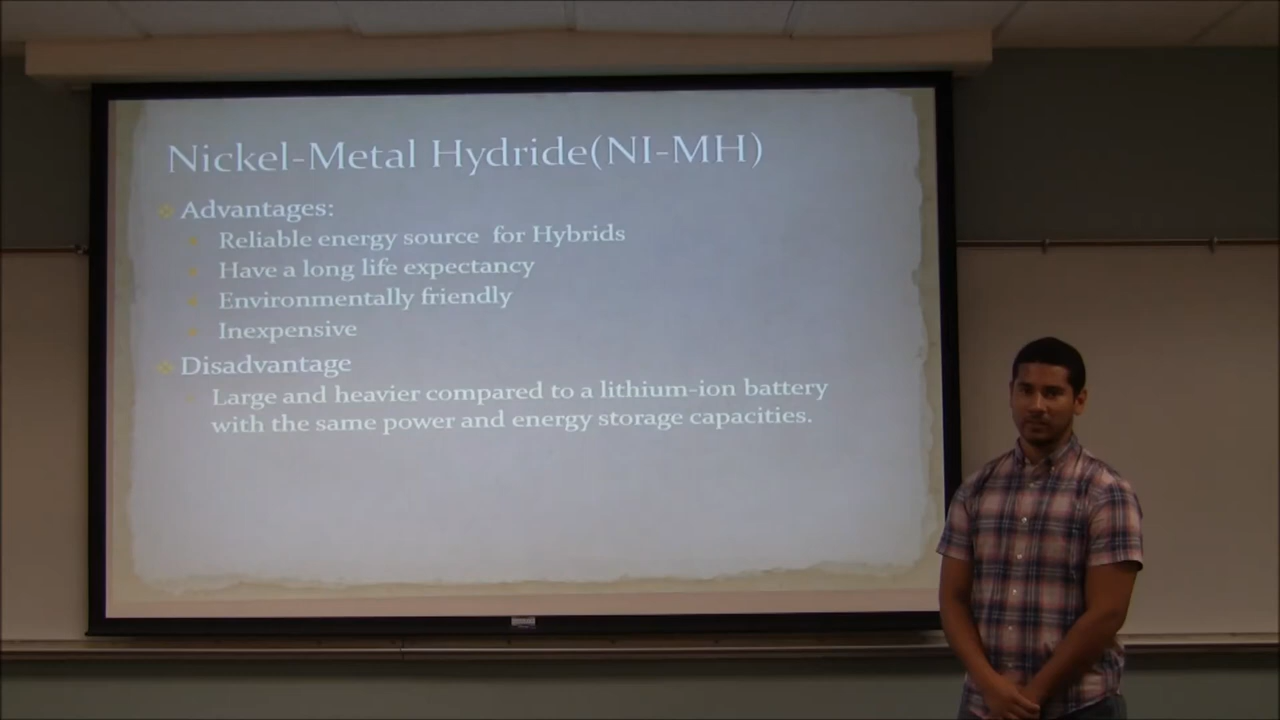 Nickel-Metal Hydride(NI-MH)
Advantages:
Reliable energy source for Hybrids
Have a long life expectancy
Environmentally friendly
Inexpensive
Disadvantage
Large and heavier compared to a lithium-ion battery
with the same power and energy storage capacities.